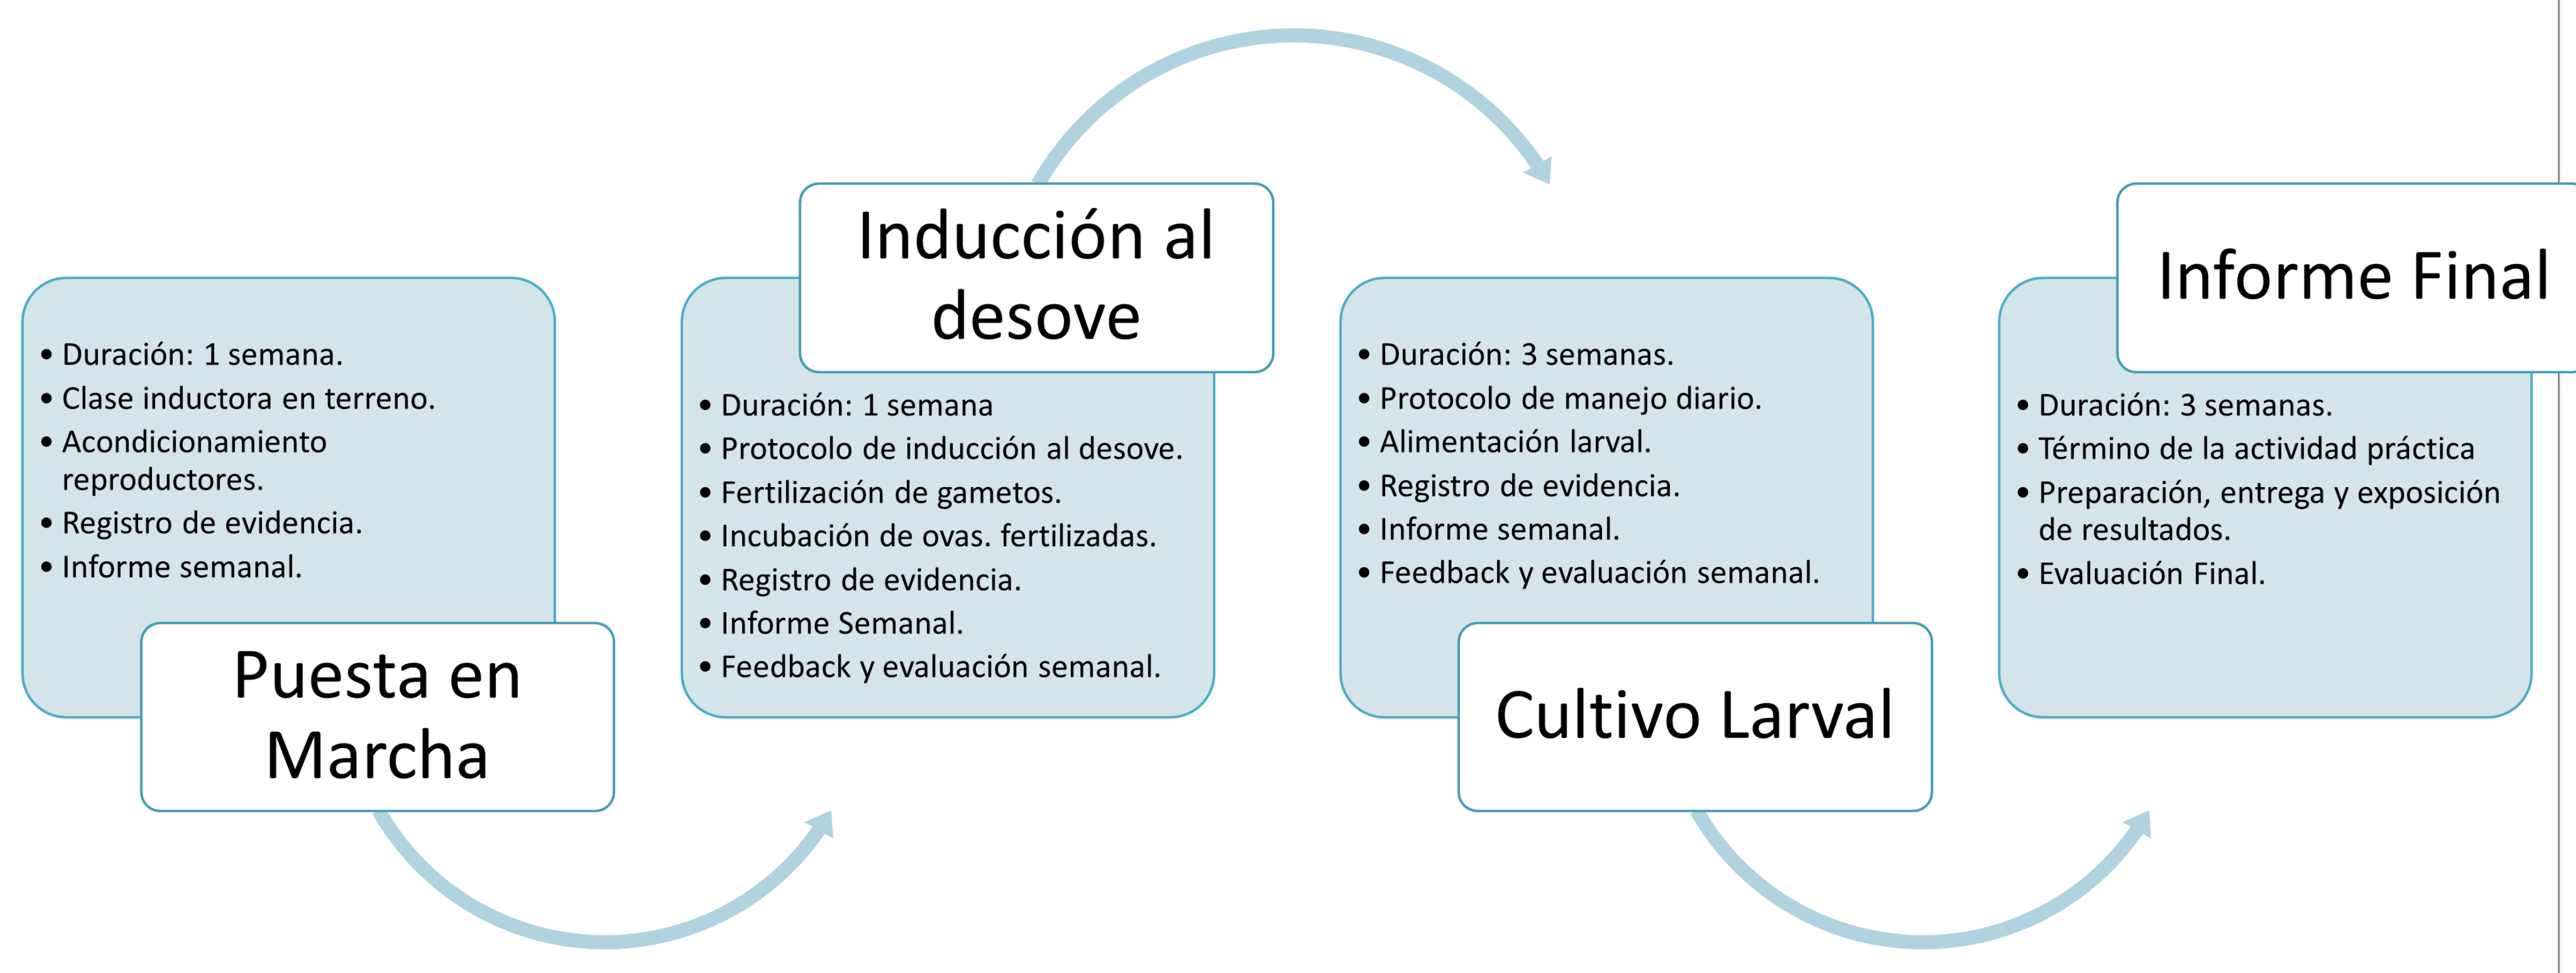 • Duración: 1 semana.
• Clase inductora en terreno.
• Acondicionamiento
reproductores.
• Registro de evidencia.
• Informe semanal.
Puesta en
Marcha
Inducción al
desove
• Duración: 1 semana
• Protocolo de inducción al desove.
• Fertilización de gametos.
• Incubación de ovas. fertilizadas.
• Registro de evidencia.
• Informe Semanal.
• Feedback y evaluación semanal.
• Duración: 3 semanas.
• Protocolo de manejo diario.
• Alimentación larval.
• Registro de evidencia.
• Informe semanal.
• Feedback y evaluación semanal.
Cultivo Larval
Informe Final
• Duración: 3 semanas.
• Término de la actividad práctica
• Preparación, entrega y exposición
de resultados.
• Evaluación Final.